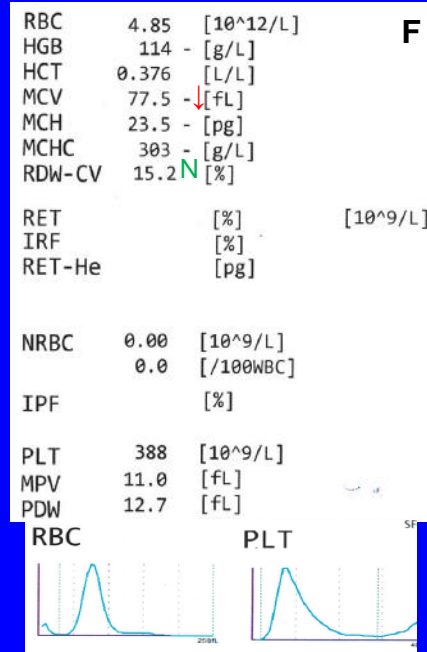 F
RBC 4.85 [10^12/L]
HGB 114 - [g/L]
HCT 0.376 [L/L]
MCV 77.5 - ↓ [fL]
MCH 23.5 - [pg]
MCHC 303 - [g/L]
RDW-CV 15.2 N [%]
RET [%] [10^9/L]
IRF [%]
RET-He [pg]
NRBC 0.00 [10^9/L]
0.0 [/100WBC]
IPF [%]
PLT 388 [10^9/L]
MPV 11.0 [fL]
PDW 12.7 [fL]
SF
RBC PLT